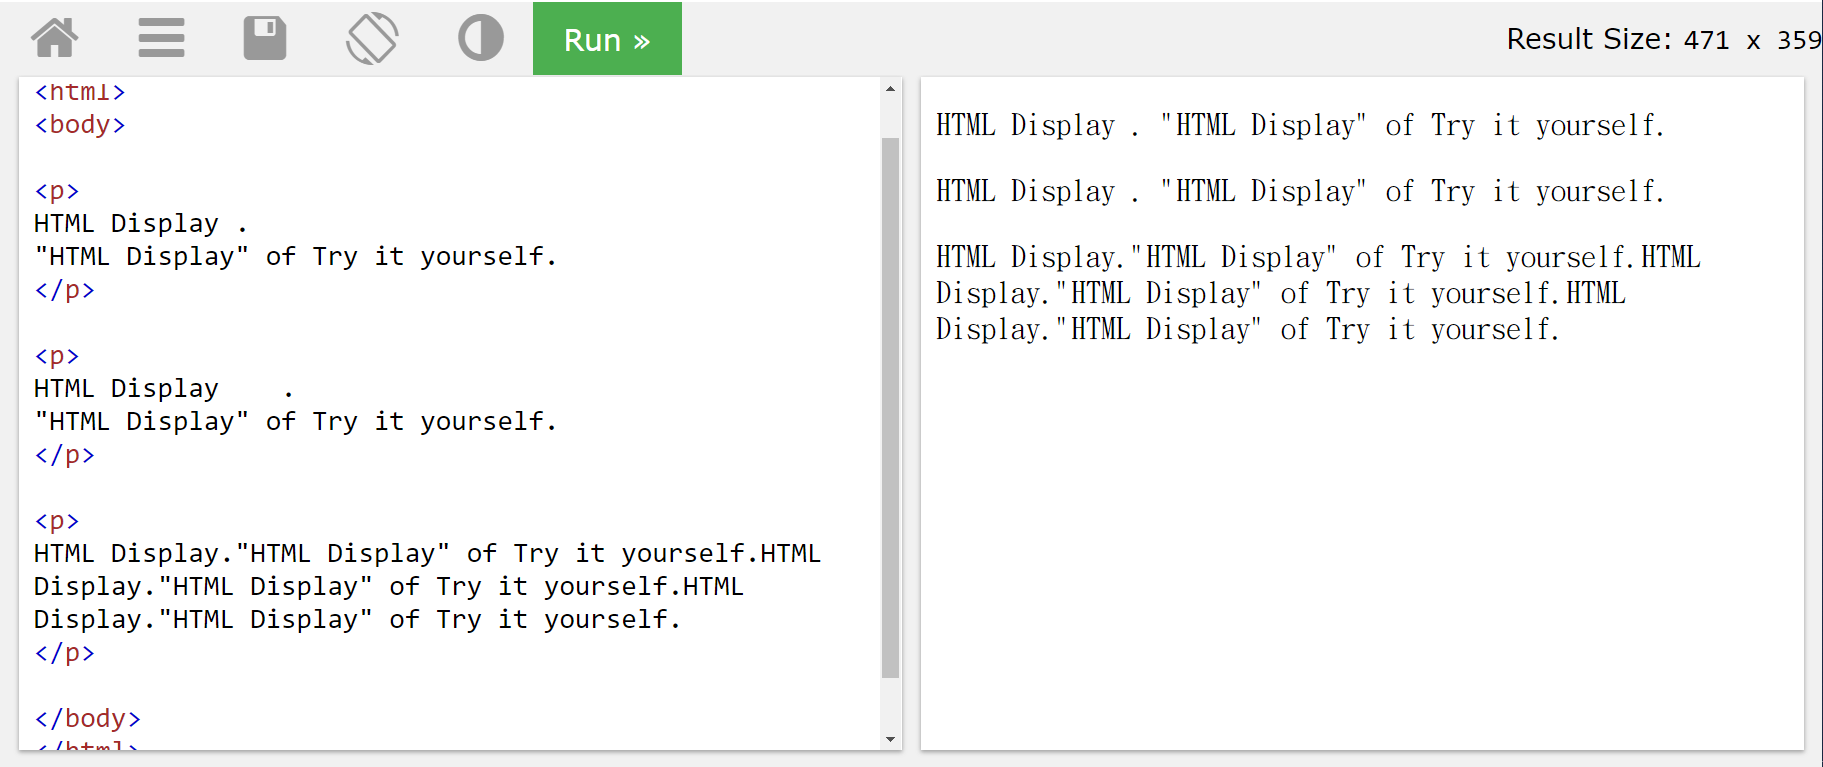 Run »
Result Size: 471 x 359
<html>
<body>
<p>
HTML Display .
"HTML Display" of Try it yourself.
</p>
<p>
HTML Display    .
"HTML Display" of Try it yourself.
</p>
<p>
HTML Display."HTML Display" of Try it yourself.HTML
Display."HTML Display" of Try it yourself.HTML
Display."HTML Display" of Try it yourself.
</p>
</body>
</html>
HTML Display . "HTML Display" of Try it yourself.
HTML Display . "HTML Display" of Try it yourself.
HTML Display."HTML Display" of Try it yourself.HTML
Display."HTML Display" of Try it yourself.HTML
Display."HTML Display" of Try it yourself.